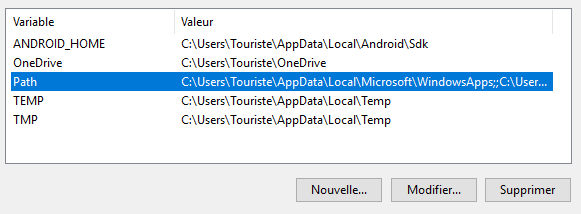 Variable Valeur
ANDROID_HOME C:\Users\Touriste\AppData\Local\Android\Sdk
OneDrive C:\Users\Touriste\OneDrive
Path C:\Users\Touriste\AppData\Local\Microsoft\WindowsApps;;C:\User...
TEMP C:\Users\Touriste\AppData\Local\Temp
TMP C:\Users\Touriste\AppData\Local\Temp
Nouvelle... Modifier... Supprimer